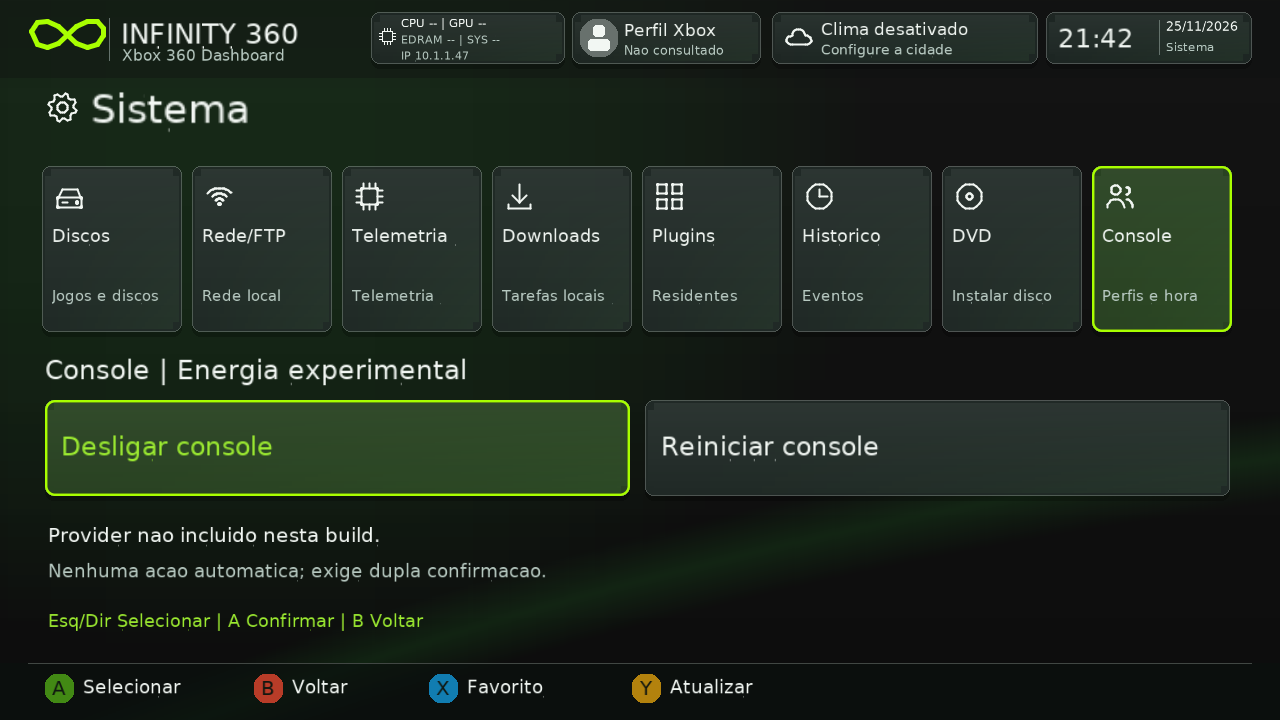 INFINITY 360
Xbox 360 Dashboard
CPU -- | GPU --
EDRAM -- | SYS --
IP 10.1.1.47
Perfil Xbox
Nao consultado
Clima desativado
Configure a cidade
21:42
25/11/2026
Sistema
Sistema
Discos
Jogos e discos
Rede/FTP
Rede local
Telemetria
Telemetria
Downloads
Tarefas locais
Plugins
Residentes
Historico
Eventos
DVD
Instalar disco
Console
Perfis e hora
Console | Energia experimental
Desligar console
Reiniciar console
Provider nao incluido nesta build.
Nenhuma acao automatica; exige dupla confirmacao.
Esq/Dir Selecionar | A Confirmar | B Voltar
A Selecionar
B Voltar
X Favorito
Y Atualizar